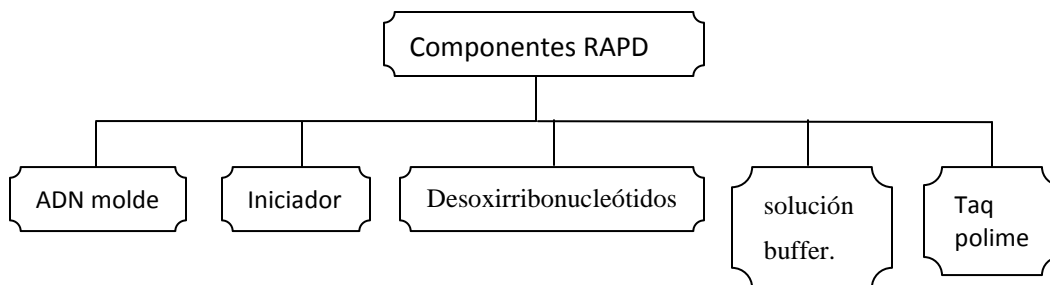 Componentes RAPD
ADN molde
Iniciador
Desoxirribonucleótidos
solución
buffer.
Taq
polime